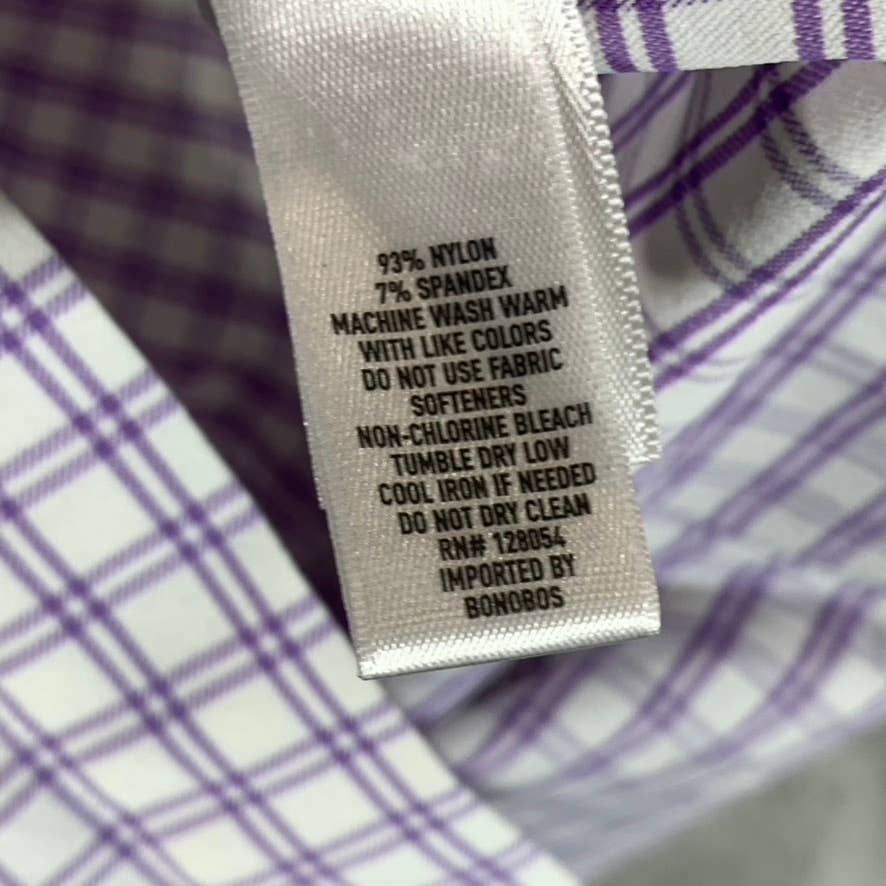 93% NYLON
7% SPANDEX
MACHINE WASH WARM
WITH LIKE COLORS
DO NOT USE FABRIC
SOFTENERS
NON-CHLORINE BLEACH
TUMBLE DRY LOW
COOL IRON IF NEEDED
DO NOT DRY CLEAN
RN# 128054
IMPORTED BY
BONOBOS